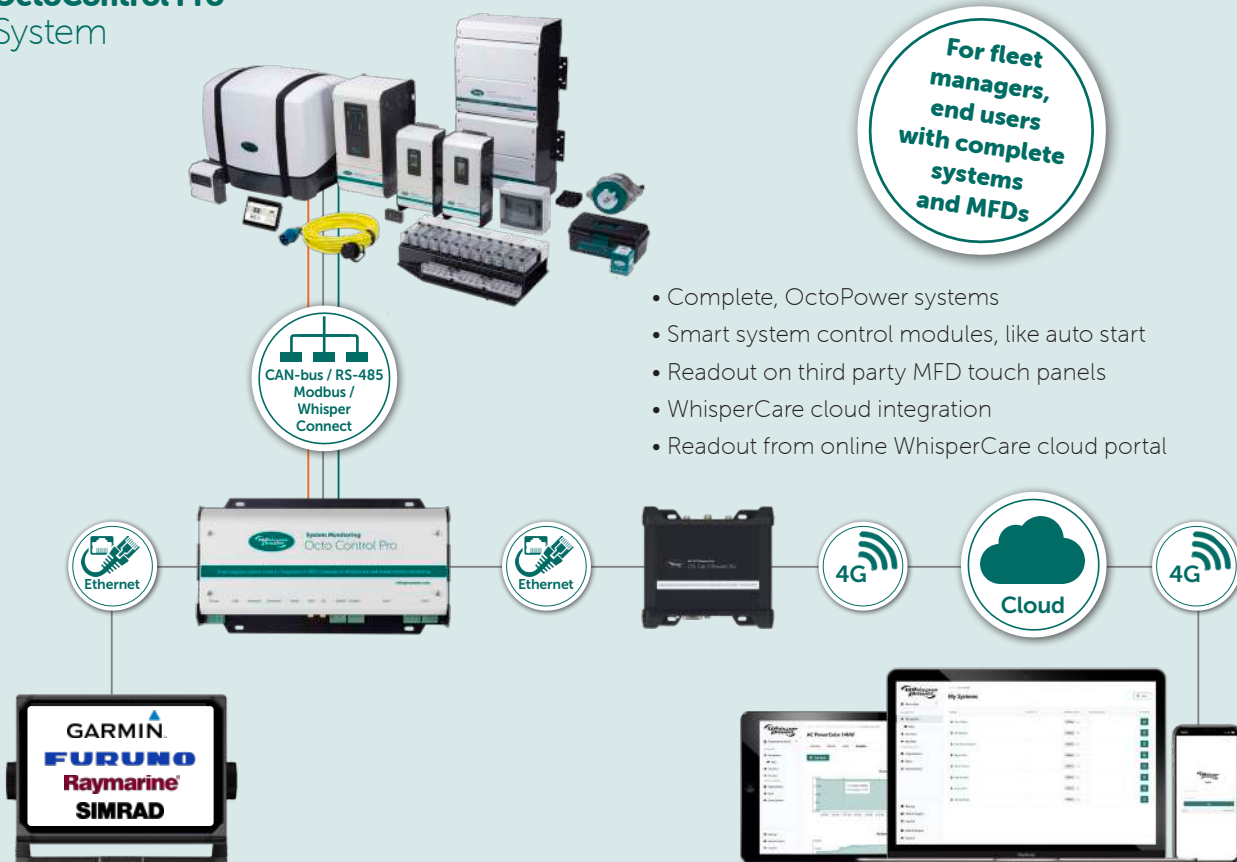 OctoControl Pro
System
For fleet
managers,
end users
with complete
systems
and MFDs
• Complete, OctoPower systems
• Smart system control modules, like auto start
• Readout on third party MFD touch panels
• WhisperCare cloud integration
• Readout from online WhisperCare cloud portal
CAN-bus / RS-485
Modbus /
Whisper
Connect
Ethernet
System Monitoring
Octo Control Pro
Ethernet
4G
Cloud
4G
GARMIN
FURUNO
Raymarine
SIMRAD
AC PowerCube 14kW
My Systems